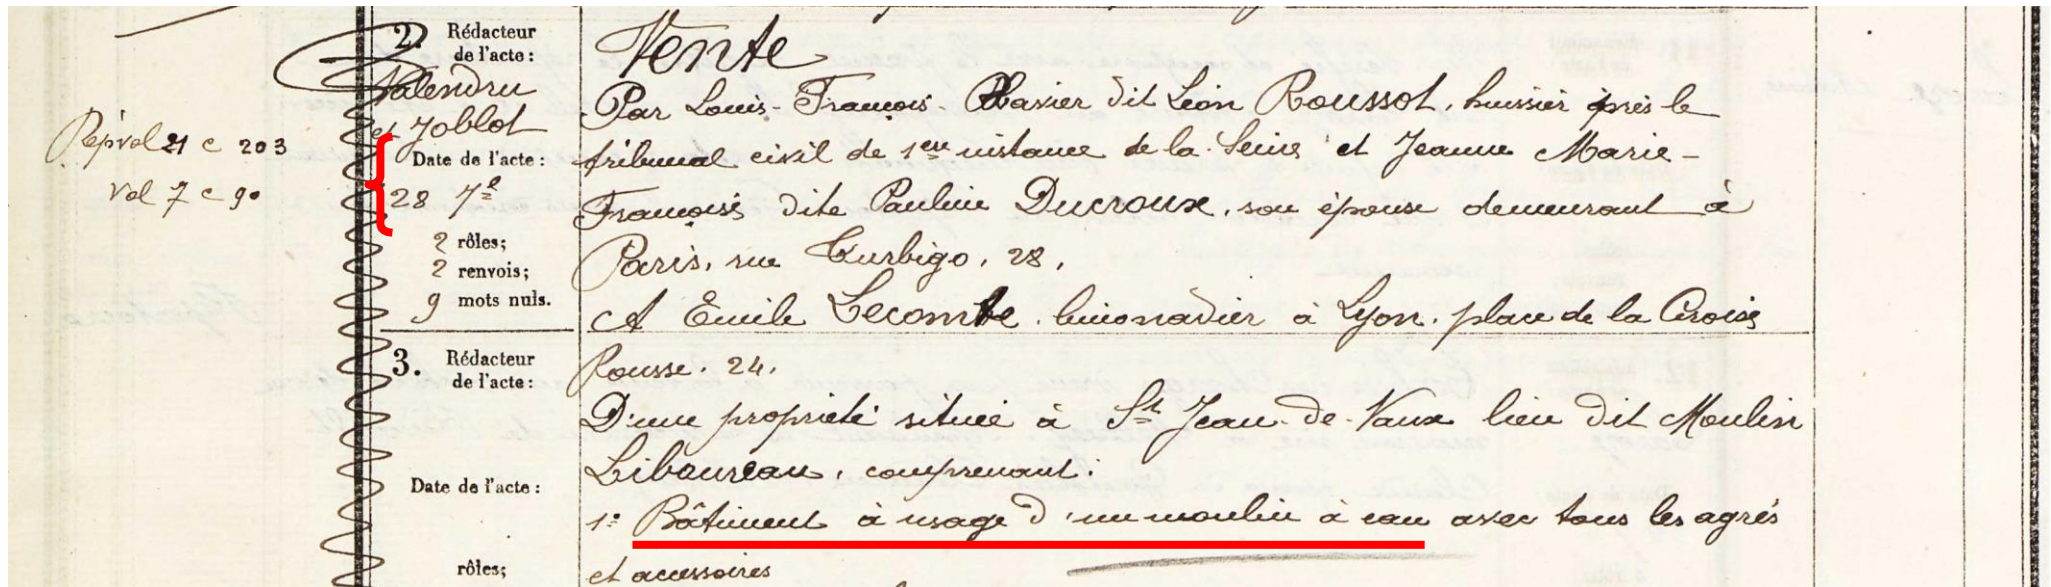 2. Rédacteur
de l'acte :
Valendru
et Joblot
Date de l'acte :
28 7e
2 rôles;
2 renvois;
9 mots nuls.
Répvol 21 c 203
Vol 7 c 90
3. Rédacteur
de l'acte :
Date de l'acte :
rôles;
Vente
Par Louis-François-Xavier dit Léon Roussot, huissier près le
tribunal civil de 1ere instance de la Seine et Jeanne Marie-
Françoise dite Pauline Ducroux, son épouse demeurant à
Paris, rue Turbigo, 28,
A Emile Lecomte limonadier à Lyon, place de la Croix
Rousse, 24,
D'une propriété située à St Jean-de-Vaux lieu dit Moulin
Liboureau, comprenant :
1° Bâtiment à usage d'un moulin à eau avec tous les agrès
et accessoires